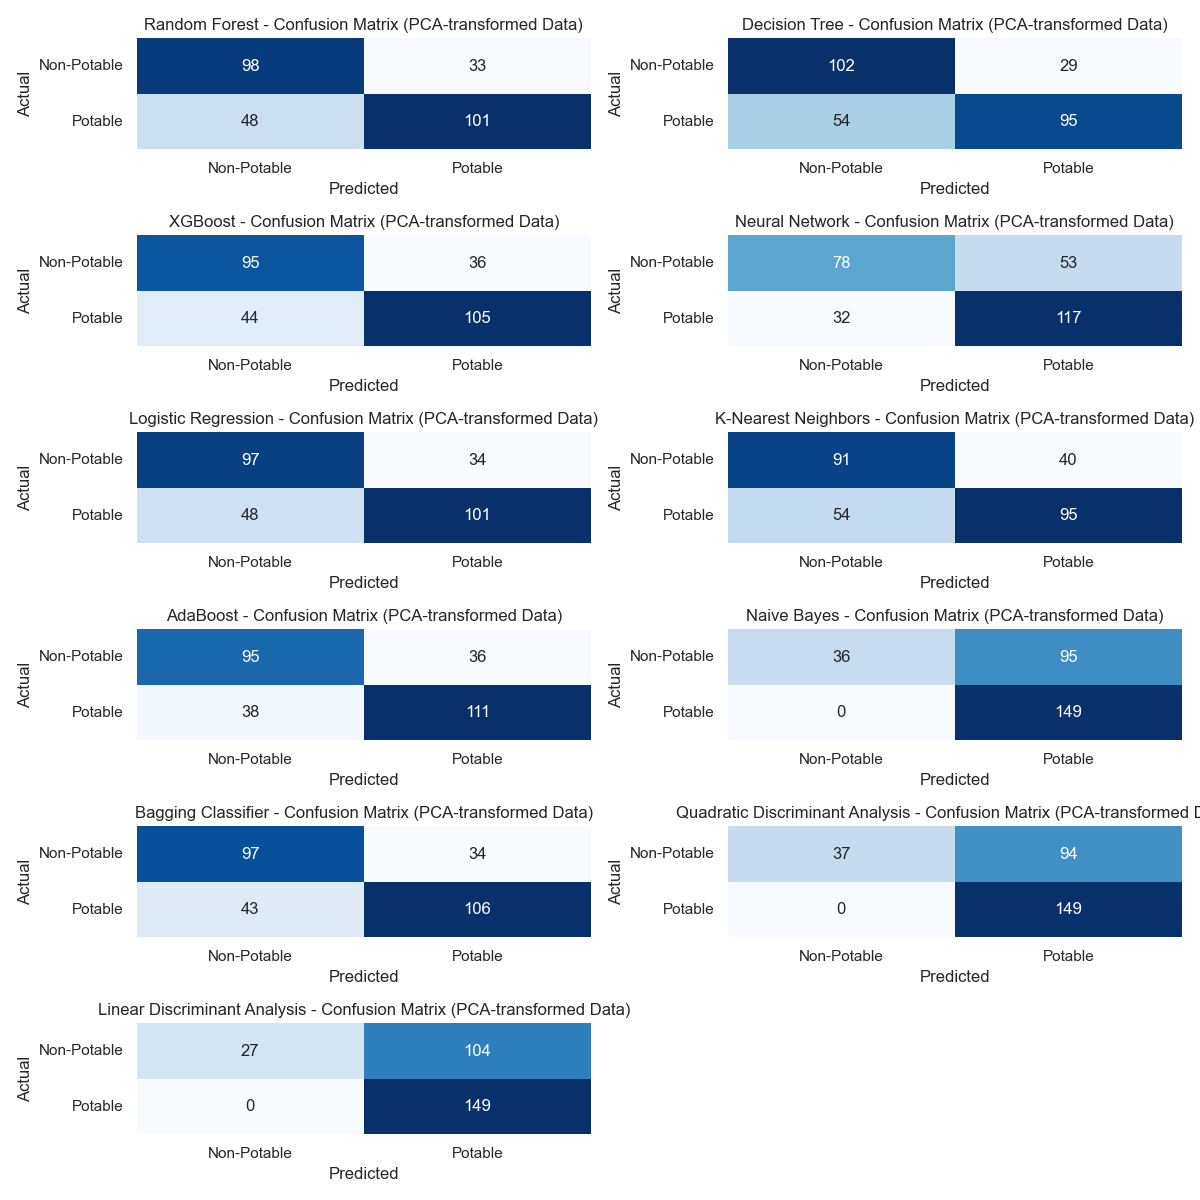 Random Forest - Confusion Matrix (PCA-transformed Data)
Actual
Non-Potable
98
33
Potable
48
101
Non-Potable
Potable
Predicted
Decision Tree - Confusion Matrix (PCA-transformed Data)
Actual
Non-Potable
102
29
Potable
54
95
Non-Potable
Potable
Predicted
XGBoost - Confusion Matrix (PCA-transformed Data)
Actual
Non-Potable
95
36
Potable
44
105
Non-Potable
Potable
Predicted
Neural Network - Confusion Matrix (PCA-transformed Data)
Actual
Non-Potable
78
53
Potable
32
117
Non-Potable
Potable
Predicted
Logistic Regression - Confusion Matrix (PCA-transformed Data)
Actual
Non-Potable
97
34
Potable
48
101
Non-Potable
Potable
Predicted
K-Nearest Neighbors - Confusion Matrix (PCA-transformed Data)
Actual
Non-Potable
91
40
Potable
54
95
Non-Potable
Potable
Predicted
AdaBoost - Confusion Matrix (PCA-transformed Data)
Actual
Non-Potable
95
36
Potable
38
111
Non-Potable
Potable
Predicted
Naive Bayes - Confusion Matrix (PCA-transformed Data)
Actual
Non-Potable
36
95
Potable
0
149
Non-Potable
Potable
Predicted
Bagging Classifier - Confusion Matrix (PCA-transformed Data)
Actual
Non-Potable
97
34
Potable
43
106
Non-Potable
Potable
Predicted
Quadratic Discriminant Analysis - Confusion Matrix (PCA-transformed
Actual
Non-Potable
37
94
Potable
0
149
Non-Potable
Potable
Predicted
Linear Discriminant Analysis - Confusion Matrix (PCA-transformed Data)
Actual
Non-Potable
27
104
Potable
0
149
Non-Potable
Potable
Predicted